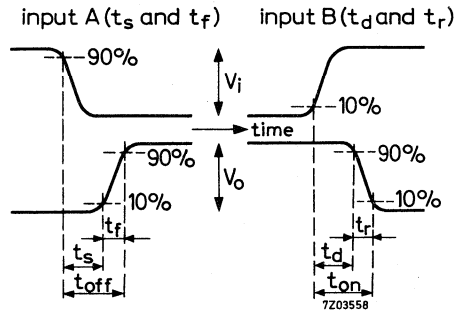 input A (ts and tf)
input B (td and tr)
90%
Vi
10%
time
90%
Vo
90%
10%
10%
tf
tr
ts
td
toff
ton
7Z03558